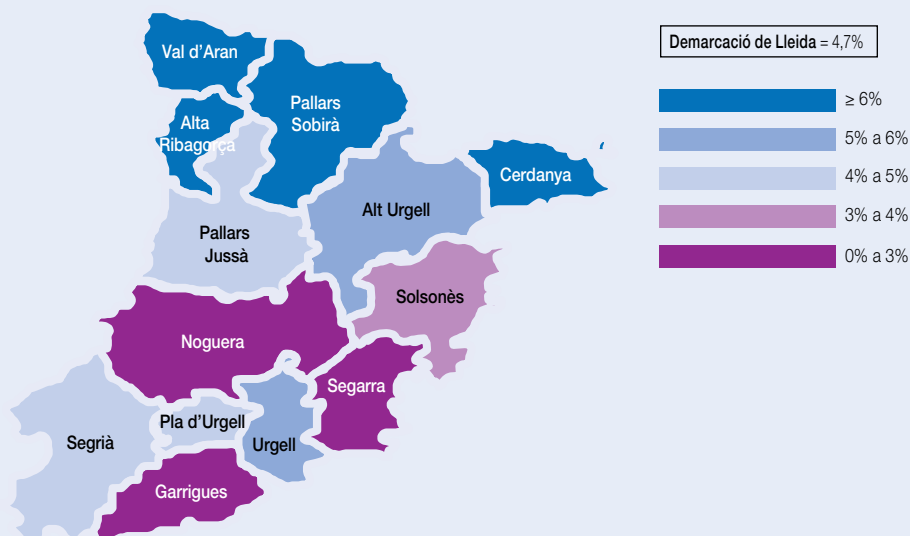 Val d'Aran
Alta
Ribagorça
Pallars
Sobirà
Cerdanya
Alt Urgell
Pallars
Jussà
Solsonès
Noguera
Segarra
Pla d'Urgell
Segrià
Urgell
Garrigues
Demarcació de Lleida = 4,7%
≥ 6%
5% a 6%
4% a 5%
3% a 4%
0% a 3%